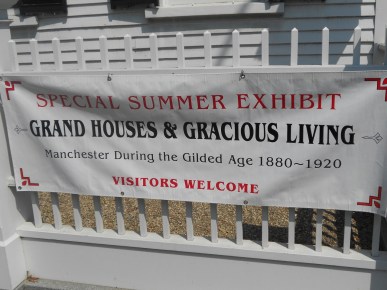 SPECIAL SUMMER EXHIBIT
GRAND HOUSES & GRACIOUS LIVING
Manchester During the Gilded Age 1880~1920
VISITORS WELCOME